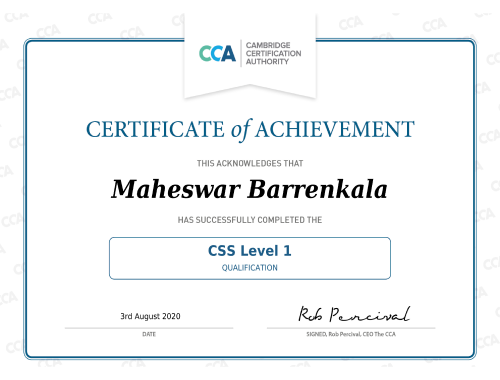 CCA
CAMBRIDGE
CERTIFICATION
AUTHORITY
CERTIFICATE of ACHIEVEMENT
THIS ACKNOWLEDGES THAT
Maheswar Barrenkala
HAS SUCCESSFULLY COMPLETED THE
CSS Level 1
QUALIFICATION
3rd August 2020
Rob Percival
DATE
SIGNED, Rob Percival, CEO The CCA